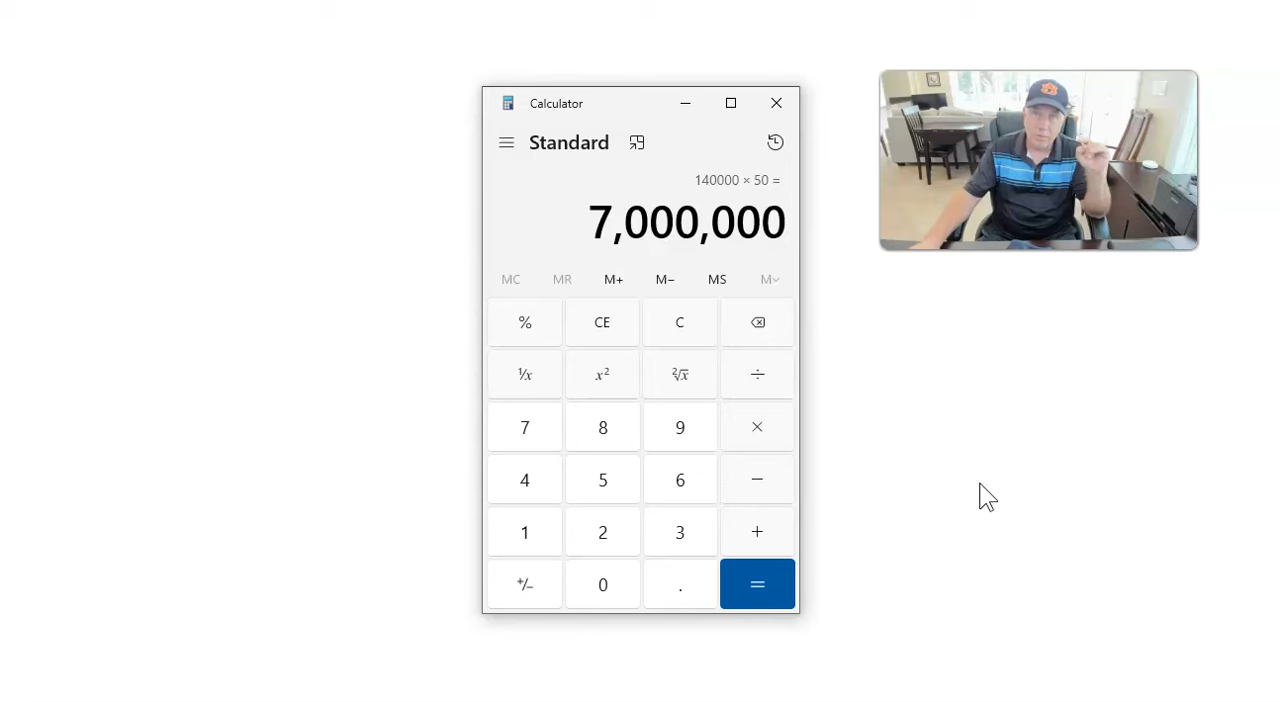 Calculator
Standard
140000 × 50 =
7,000,000
MC MR M+ M− MS M˅
% CE C
¹/x x² ²√x ÷
7 8 9 ×
4 5 6 −
1 2 3 +
+/− 0 . =